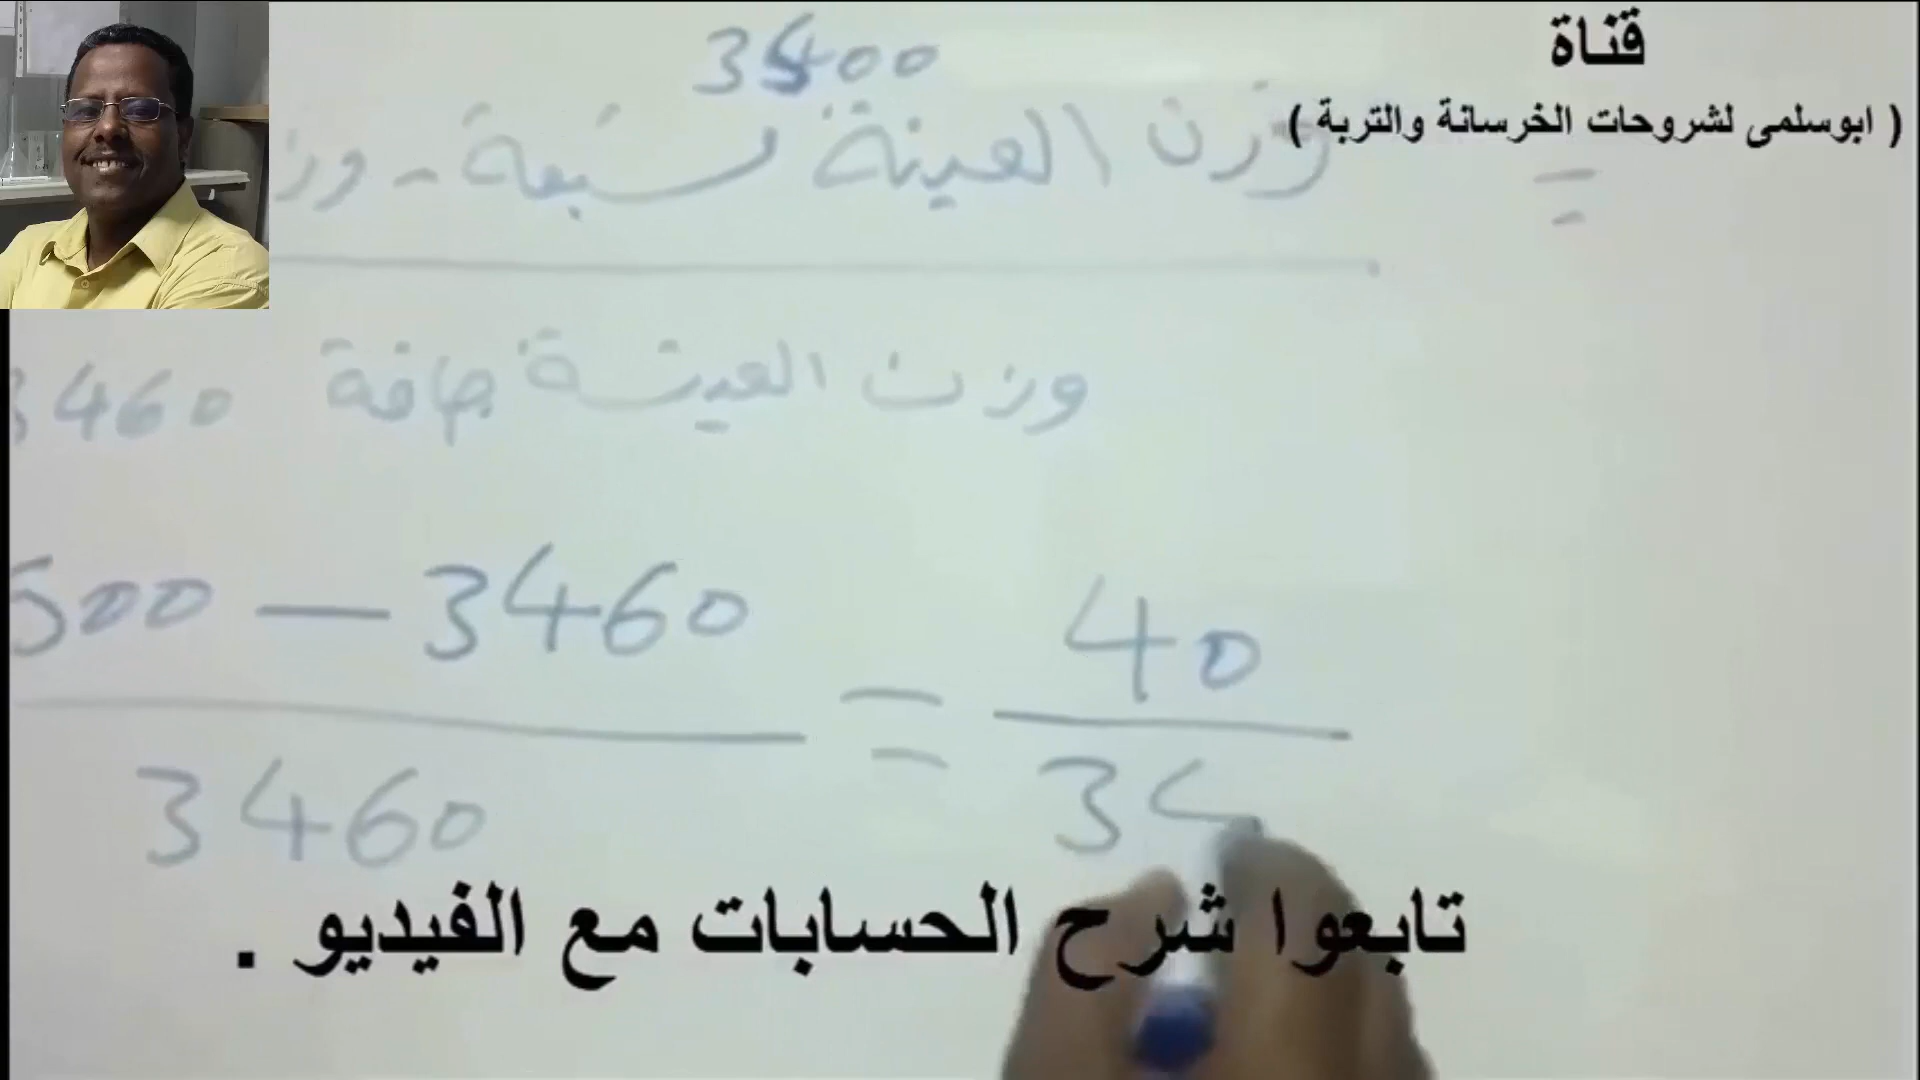 قناة
( ابوسلمى لشروحات الخرسانة والتربة )
3500
= وزن العينة مشبعة -
وزن العينة جافة 3460
500 — 3460 = 40
3460
34
تابعوا شرح الحسابات مع الفيديو .